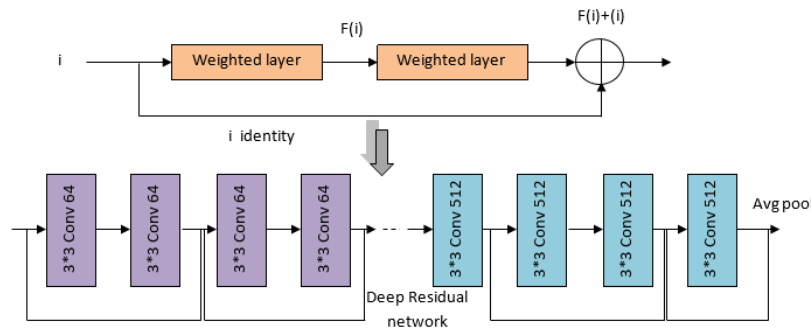 F(i)
F(i)+(i)
i
Weighted layer
Weighted layer
i identity
3*3 Conv 64
3*3 Conv 64
3*3 Conv 64
3*3 Conv 64
3*3 Conv 512
3*3 Conv 512
3*3 Conv 512
3*3 Conv 512
Avg pool
Deep Residual
network